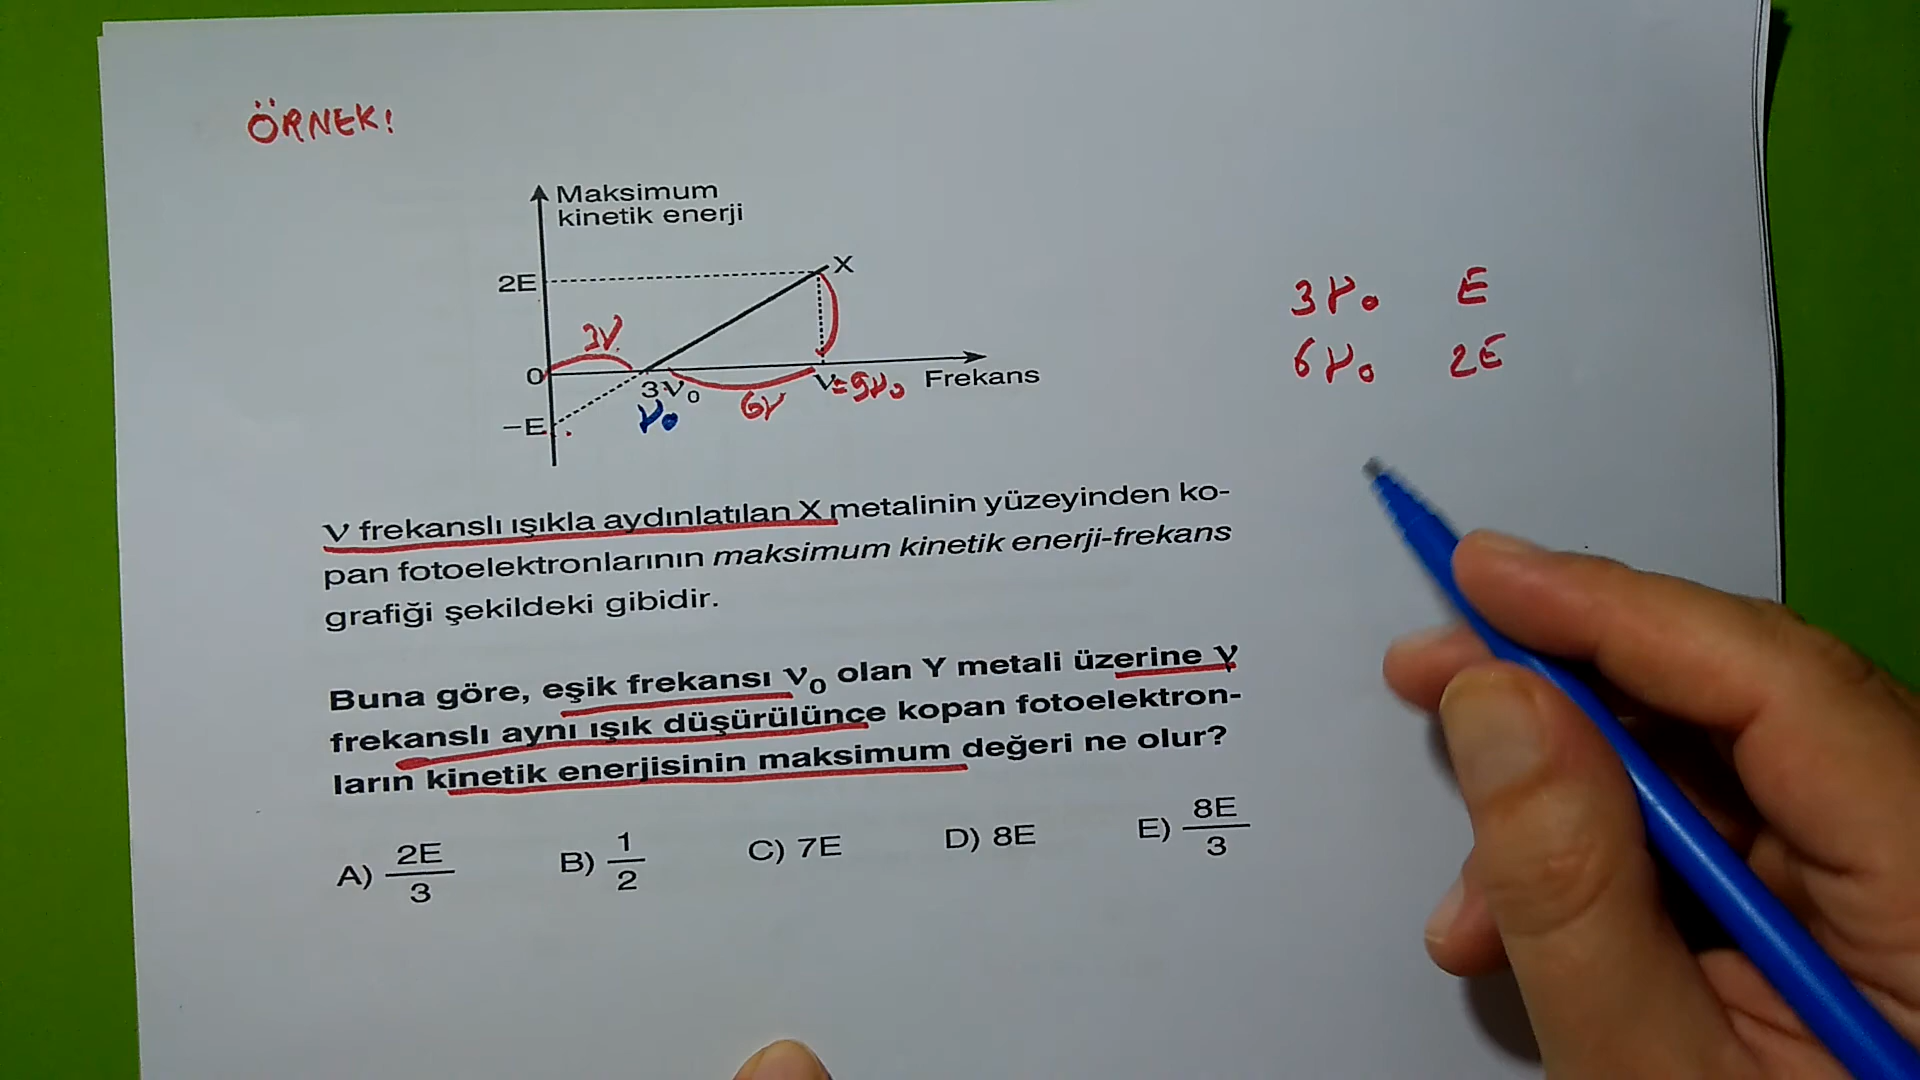 ÖRNEK!
Maksimum
kinetik enerji
X
2E
3ν
3ν₀ E
6ν₀ 2E
0
3ν₀
ν=9ν₀
Frekans
6ν
ν₀
–E
ν frekanslı ışıkla aydınlatılan X metalinin yüzeyinden ko-
pan fotoelektronlarının maksimum kinetik enerji-frekans
grafiği şekildeki gibidir.
Buna göre, eşik frekansı ν₀ olan Y metali üzerine ν
frekanslı aynı ışık düşürülünce kopan fotoelektron-
ların kinetik enerjisinin maksimum değeri ne olur?
A) 2E/3 B) 1/2 C) 7E D) 8E E) 8E/3